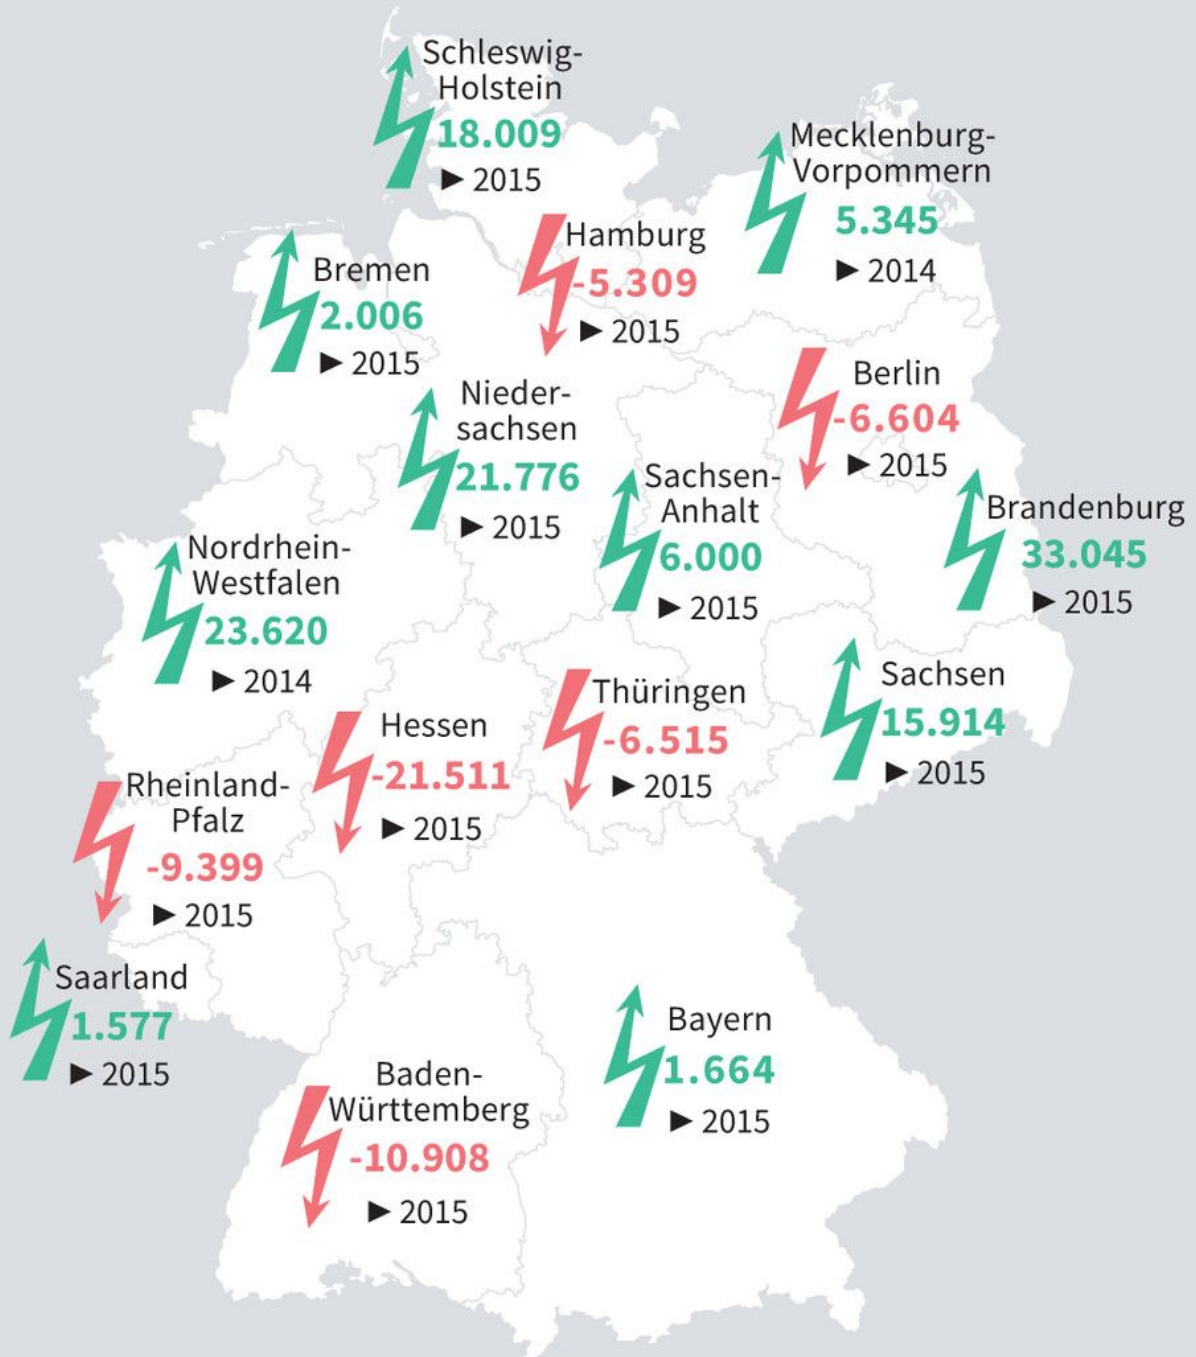 Schleswig-
Holstein
18.009
► 2015
Mecklenburg-
Vorpommern
5.345
► 2014
Hamburg
-5.309
► 2015
Bremen
2.006
► 2015
Berlin
-6.604
► 2015
Nieder-
sachsen
21.776
► 2015
Sachsen-
Anhalt
6.000
► 2015
Brandenburg
33.045
► 2015
Nordrhein-
Westfalen
23.620
► 2014
Sachsen
15.914
► 2015
Thüringen
-6.515
► 2015
Hessen
-21.511
► 2015
Rheinland-
Pfalz
-9.399
► 2015
Saarland
1.577
► 2015
Bayern
1.664
► 2015
Baden-
Württemberg
-10.908
► 2015